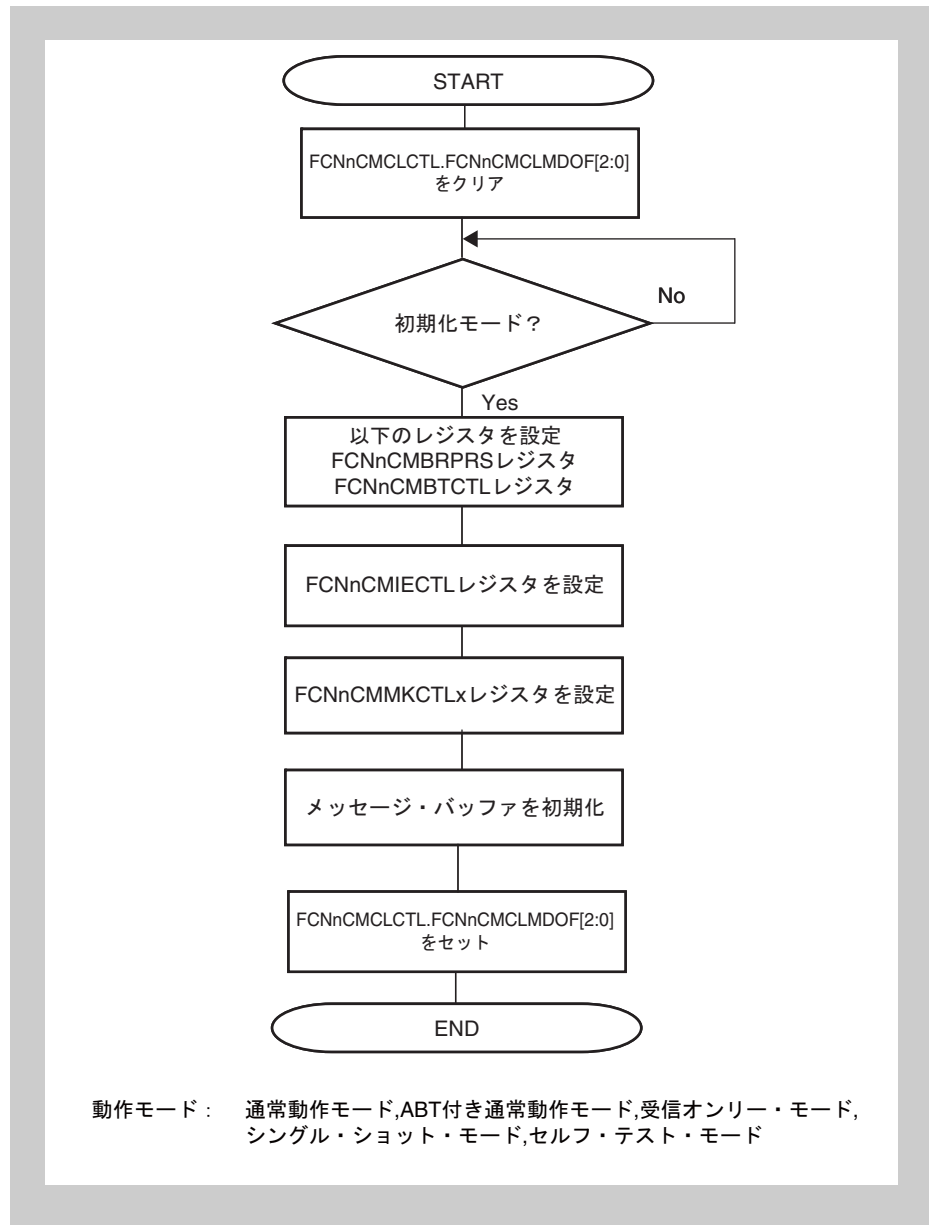 START
FCNnCMCLCTL.FCNnCMCLMDOF[2:0]
をクリア
No
初期化モード？
Yes
以下のレジスタを設定
FCNnCMBRPRSレジスタ
FCNnCMBTCTLレジスタ
FCNnCMIECTLレジスタを設定
FCNnCMMKCTLxレジスタを設定
メッセージ・バッファを初期化
FCNnCMCLCTL.FCNnCMCLMDOF[2:0]
をセット
END
動作モード： 通常動作モード,ABT付き通常動作モード,受信オンリー・モード,
シングル・ショット・モード,セルフ・テスト・モード